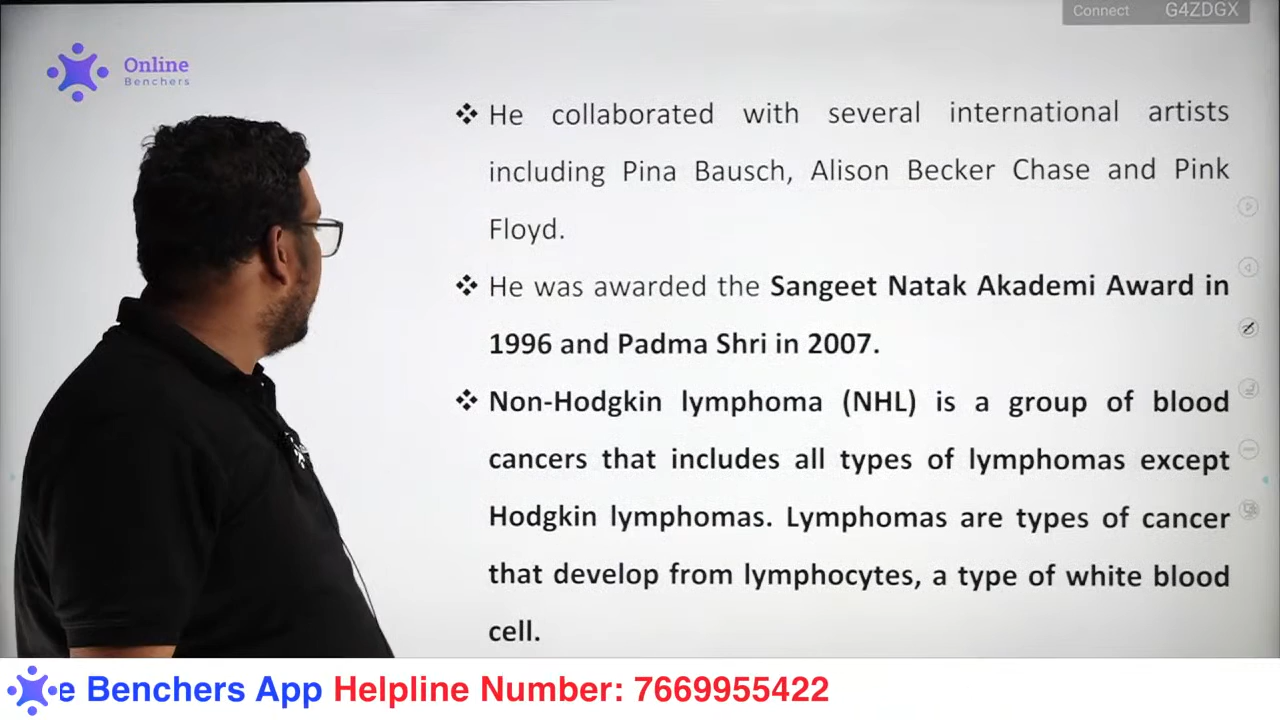 Connect G4ZDGX
Online
Benchers
He collaborated with several international artists
including Pina Bausch, Alison Becker Chase and Pink
Floyd.
He was awarded the Sangeet Natak Akademi Award in
1996 and Padma Shri in 2007.
Non-Hodgkin lymphoma (NHL) is a group of blood
cancers that includes all types of lymphomas except
Hodgkin lymphomas. Lymphomas are types of cancer
that develop from lymphocytes, a type of white blood
cell.
e Benchers App Helpline Number: 7669955422